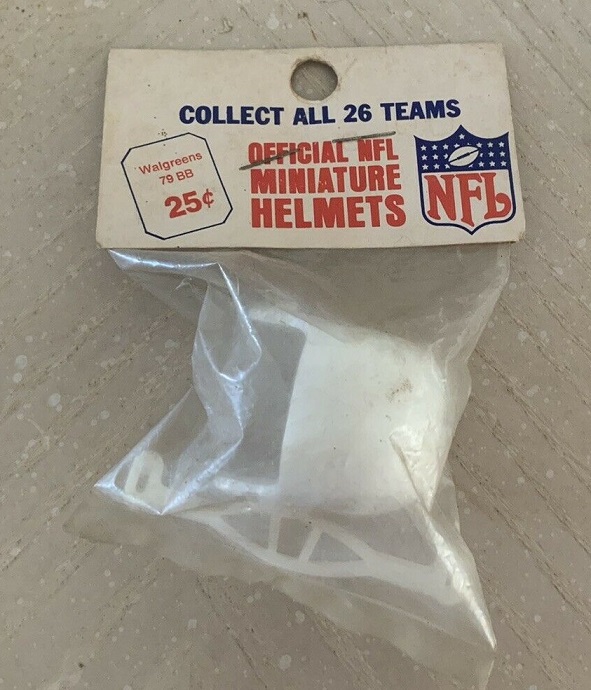 COLLECT ALL 26 TEAMS
Walgreens
79 BB
25¢
OFFICIAL NFL
MINIATURE
HELMETS
NFL